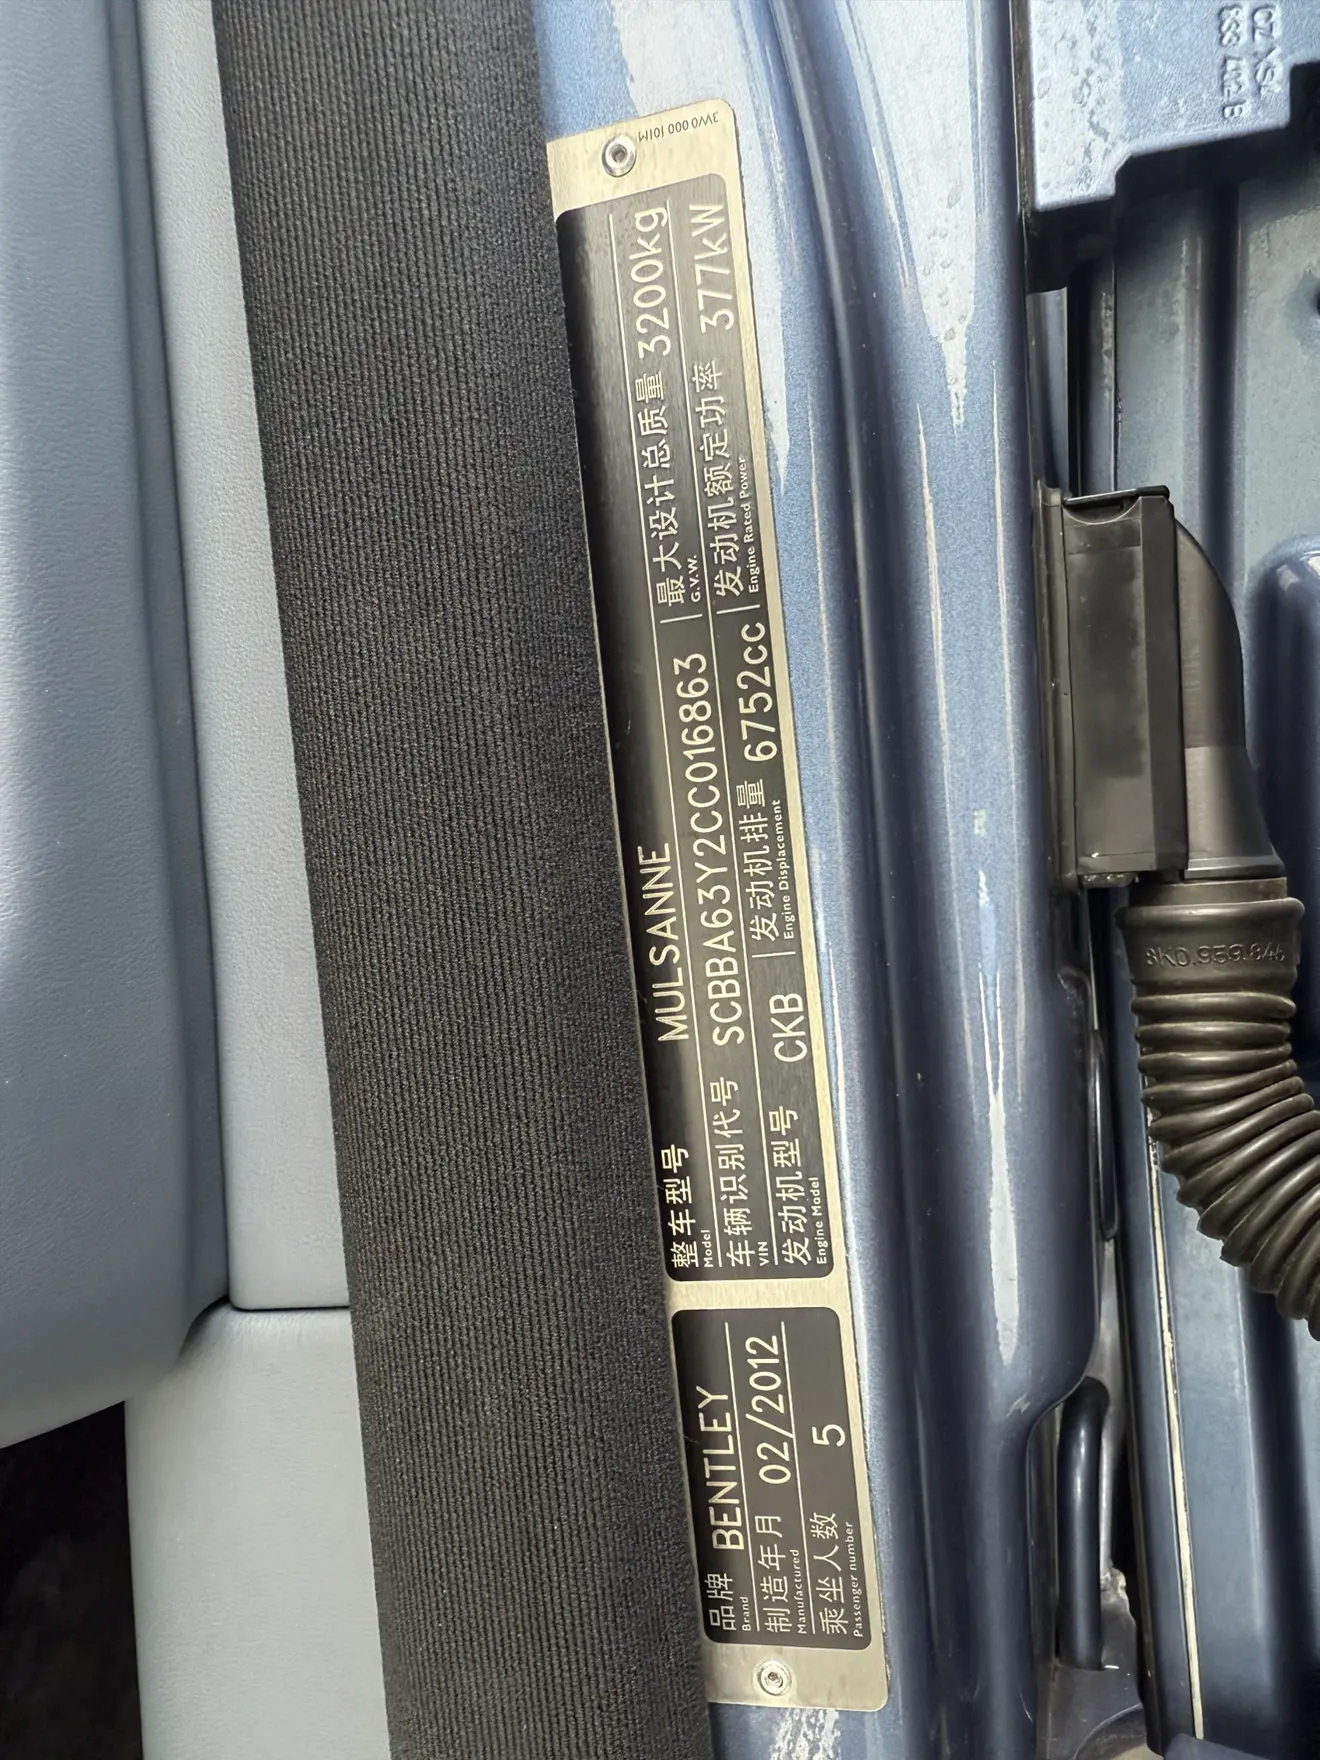 品牌 BENTLEY
Brand
制造年月 02/2012
Manufactured
乘坐人数 5
Passenger number
整车型号 MULSANNE
Model
车辆识别代号 SCBBA63Y2CC016863 最大设计总质量 3200kg
VIN G.V.W.
发动机型号 CKB 发动机排量 6752cc 发动机额定功率 377kW
Engine Model Engine Displacement Engine Rated Power
3W0 000 101M
8K0.959.846